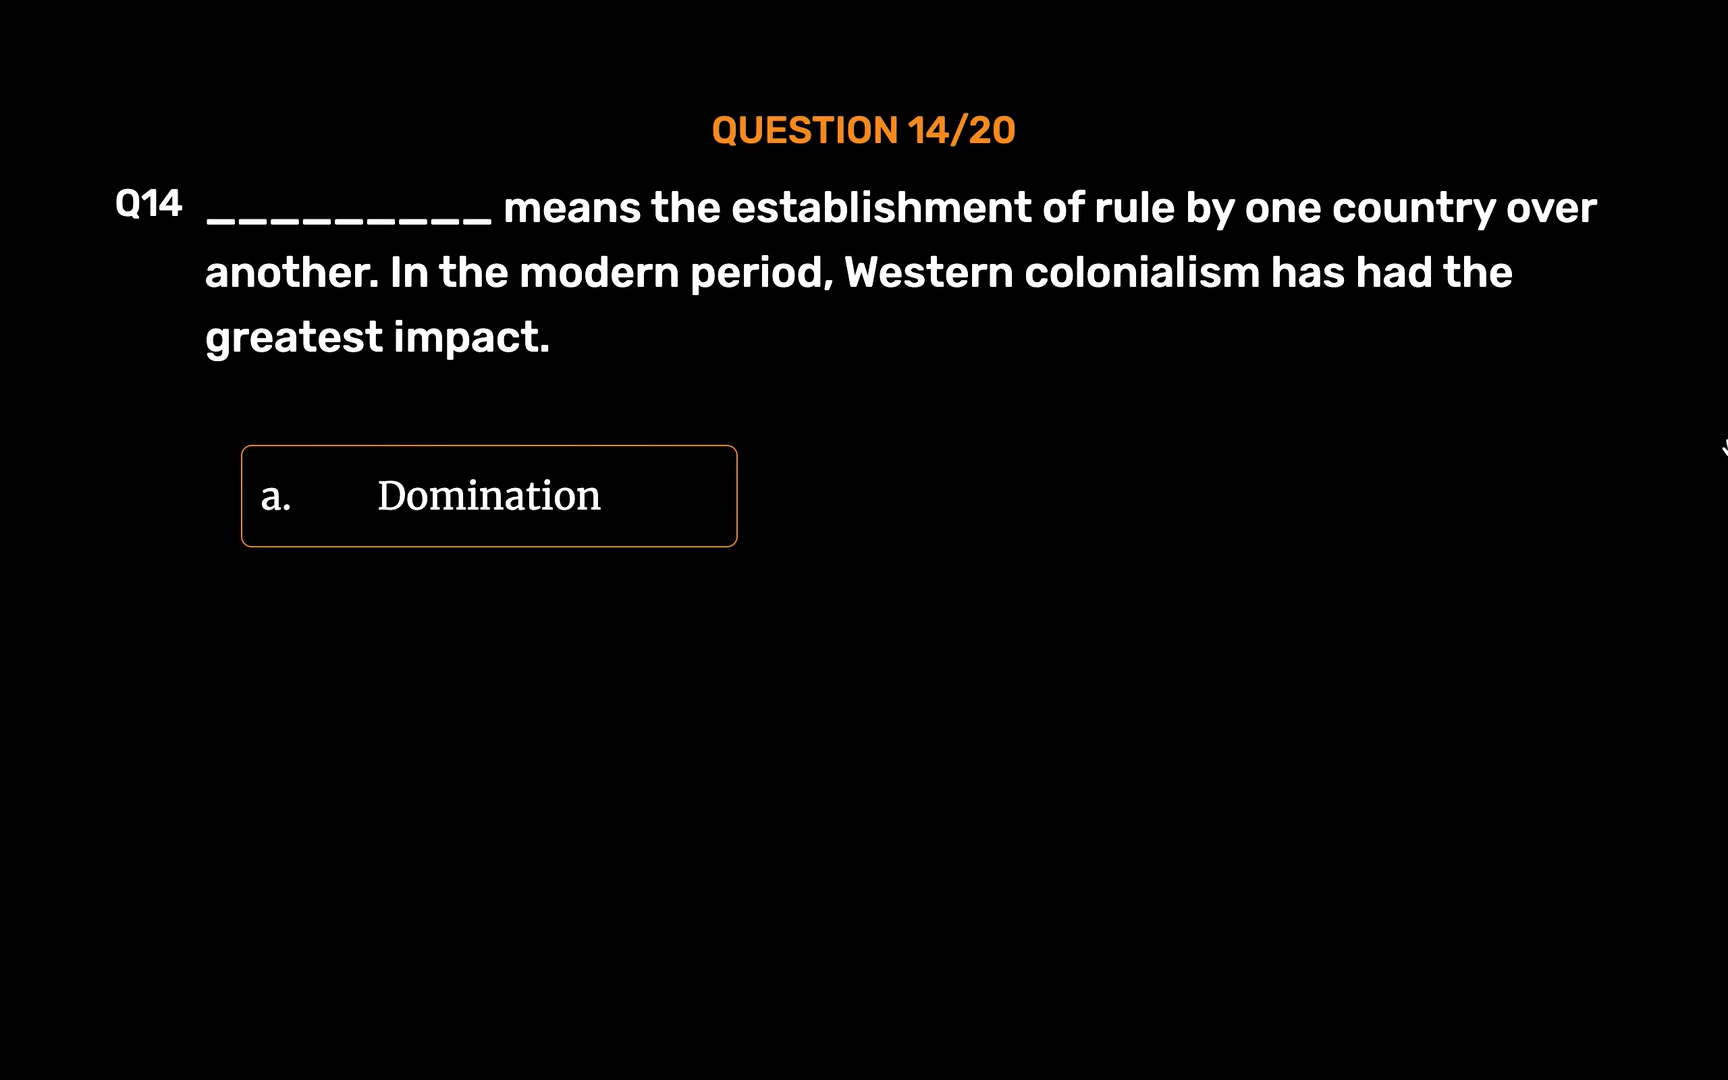 QUESTION 14/20
Q14 _________ means the establishment of rule by one country over
another. In the modern period, Western colonialism has had the
greatest impact.
a. Domination